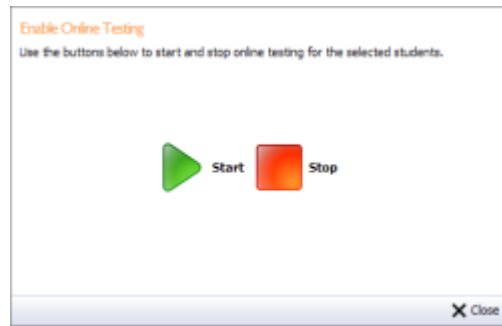 Enable Online Testing
Use the buttons below to start and stop online testing for the selected students.
Start Stop
Close